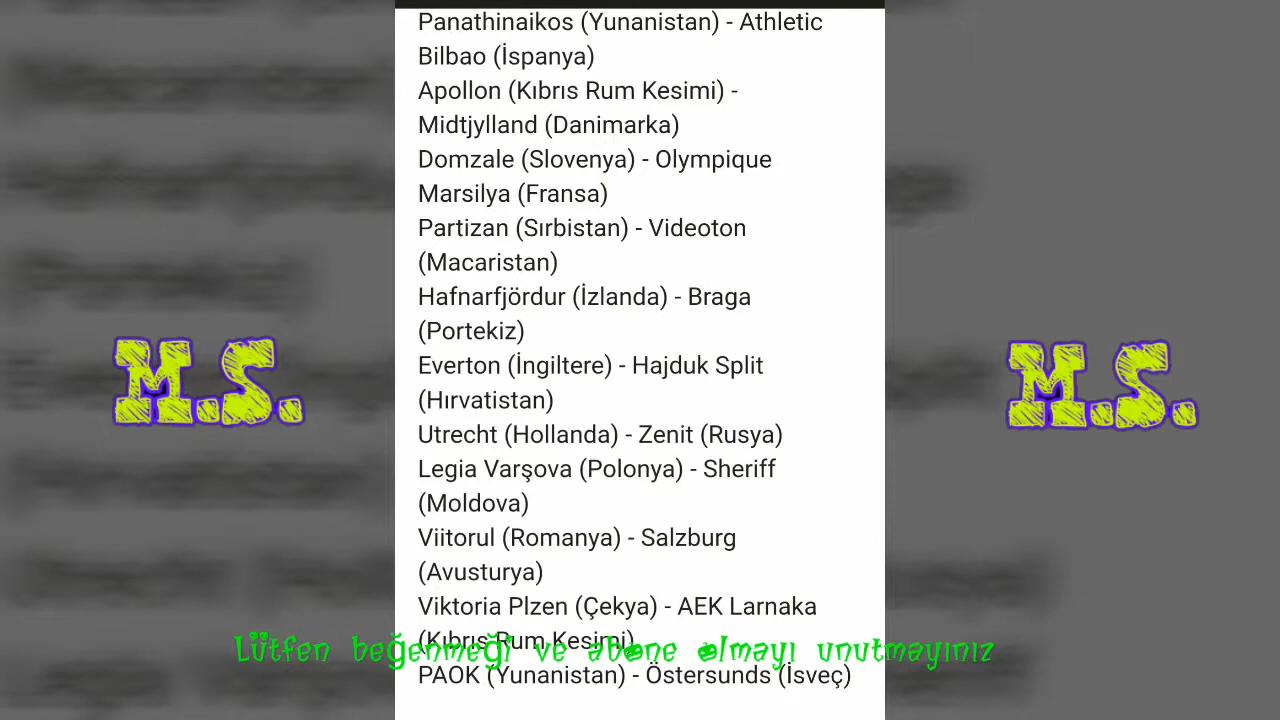 Panathinaikos (Yunanistan) - Athletic
Bilbao (İspanya)
Apollon (Kıbrıs Rum Kesimi) -
Midtjylland (Danimarka)
Domzale (Slovenya) - Olympique
Marsilya (Fransa)
Partizan (Sırbistan) - Videoton
(Macaristan)
Hafnarfjördur (İzlanda) - Braga
(Portekiz)
Everton (İngiltere) - Hajduk Split
(Hırvatistan)
Utrecht (Hollanda) - Zenit (Rusya)
Legia Varşova (Polonya) - Sheriff
(Moldova)
Viitorul (Romanya) - Salzburg
(Avusturya)
Viktoria Plzen (Çekya) - AEK Larnaka
(Kıbrıs Rum Kesimi)
PAOK (Yunanistan) - Östersunds (İsveç)
M.S.
M.S.
Lütfen beğenmeği ve abone olmayı unutmayınız